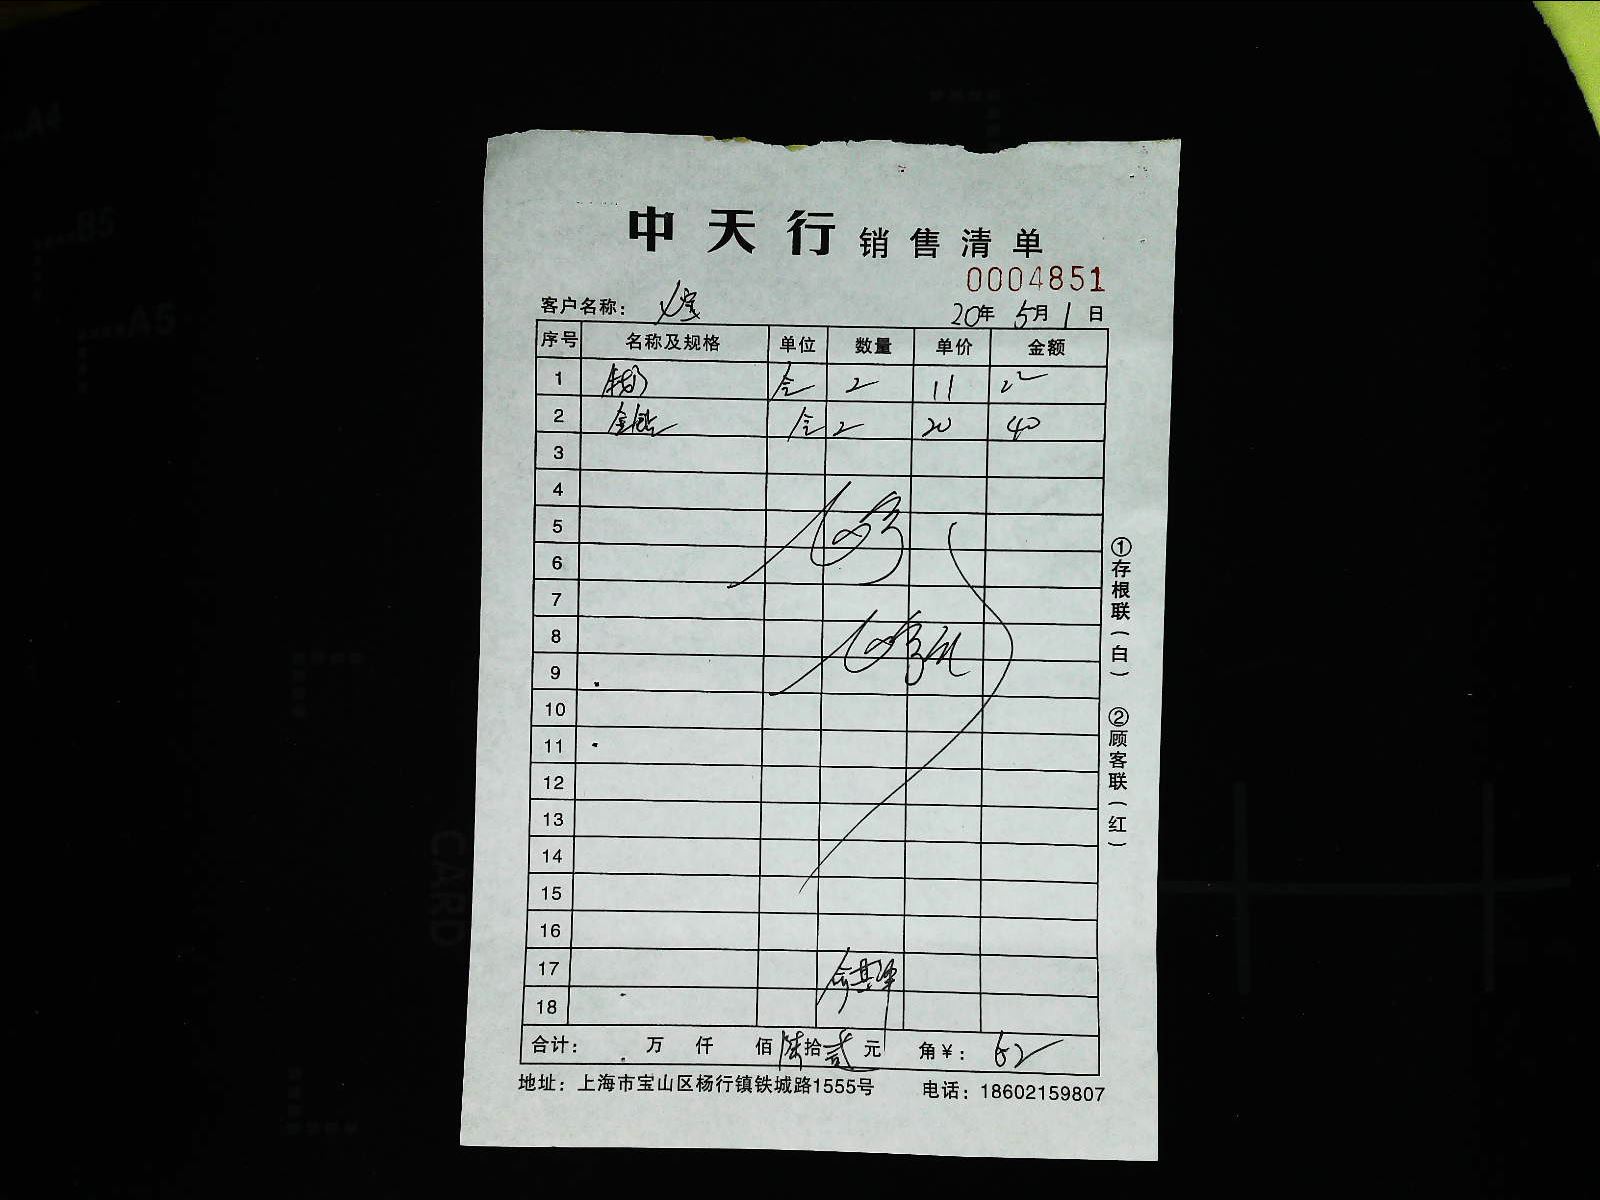 中天行 销售清单
0004851
客户名称：
20年 5月 1日
序号 名称及规格 单位 数量 单价 金额
1 2 11 22
2 2 20 40
3
4
5
6
7
8
9
10
11
12
13
14
15
16
17
18
合计： 万 仟 佰 陆拾 贰元 角¥：62
地址：上海市宝山区杨行镇铁城路1555号 电话：18602159807
①存根联（白） ②顾客联（红）
A4
B5
A5
CARD